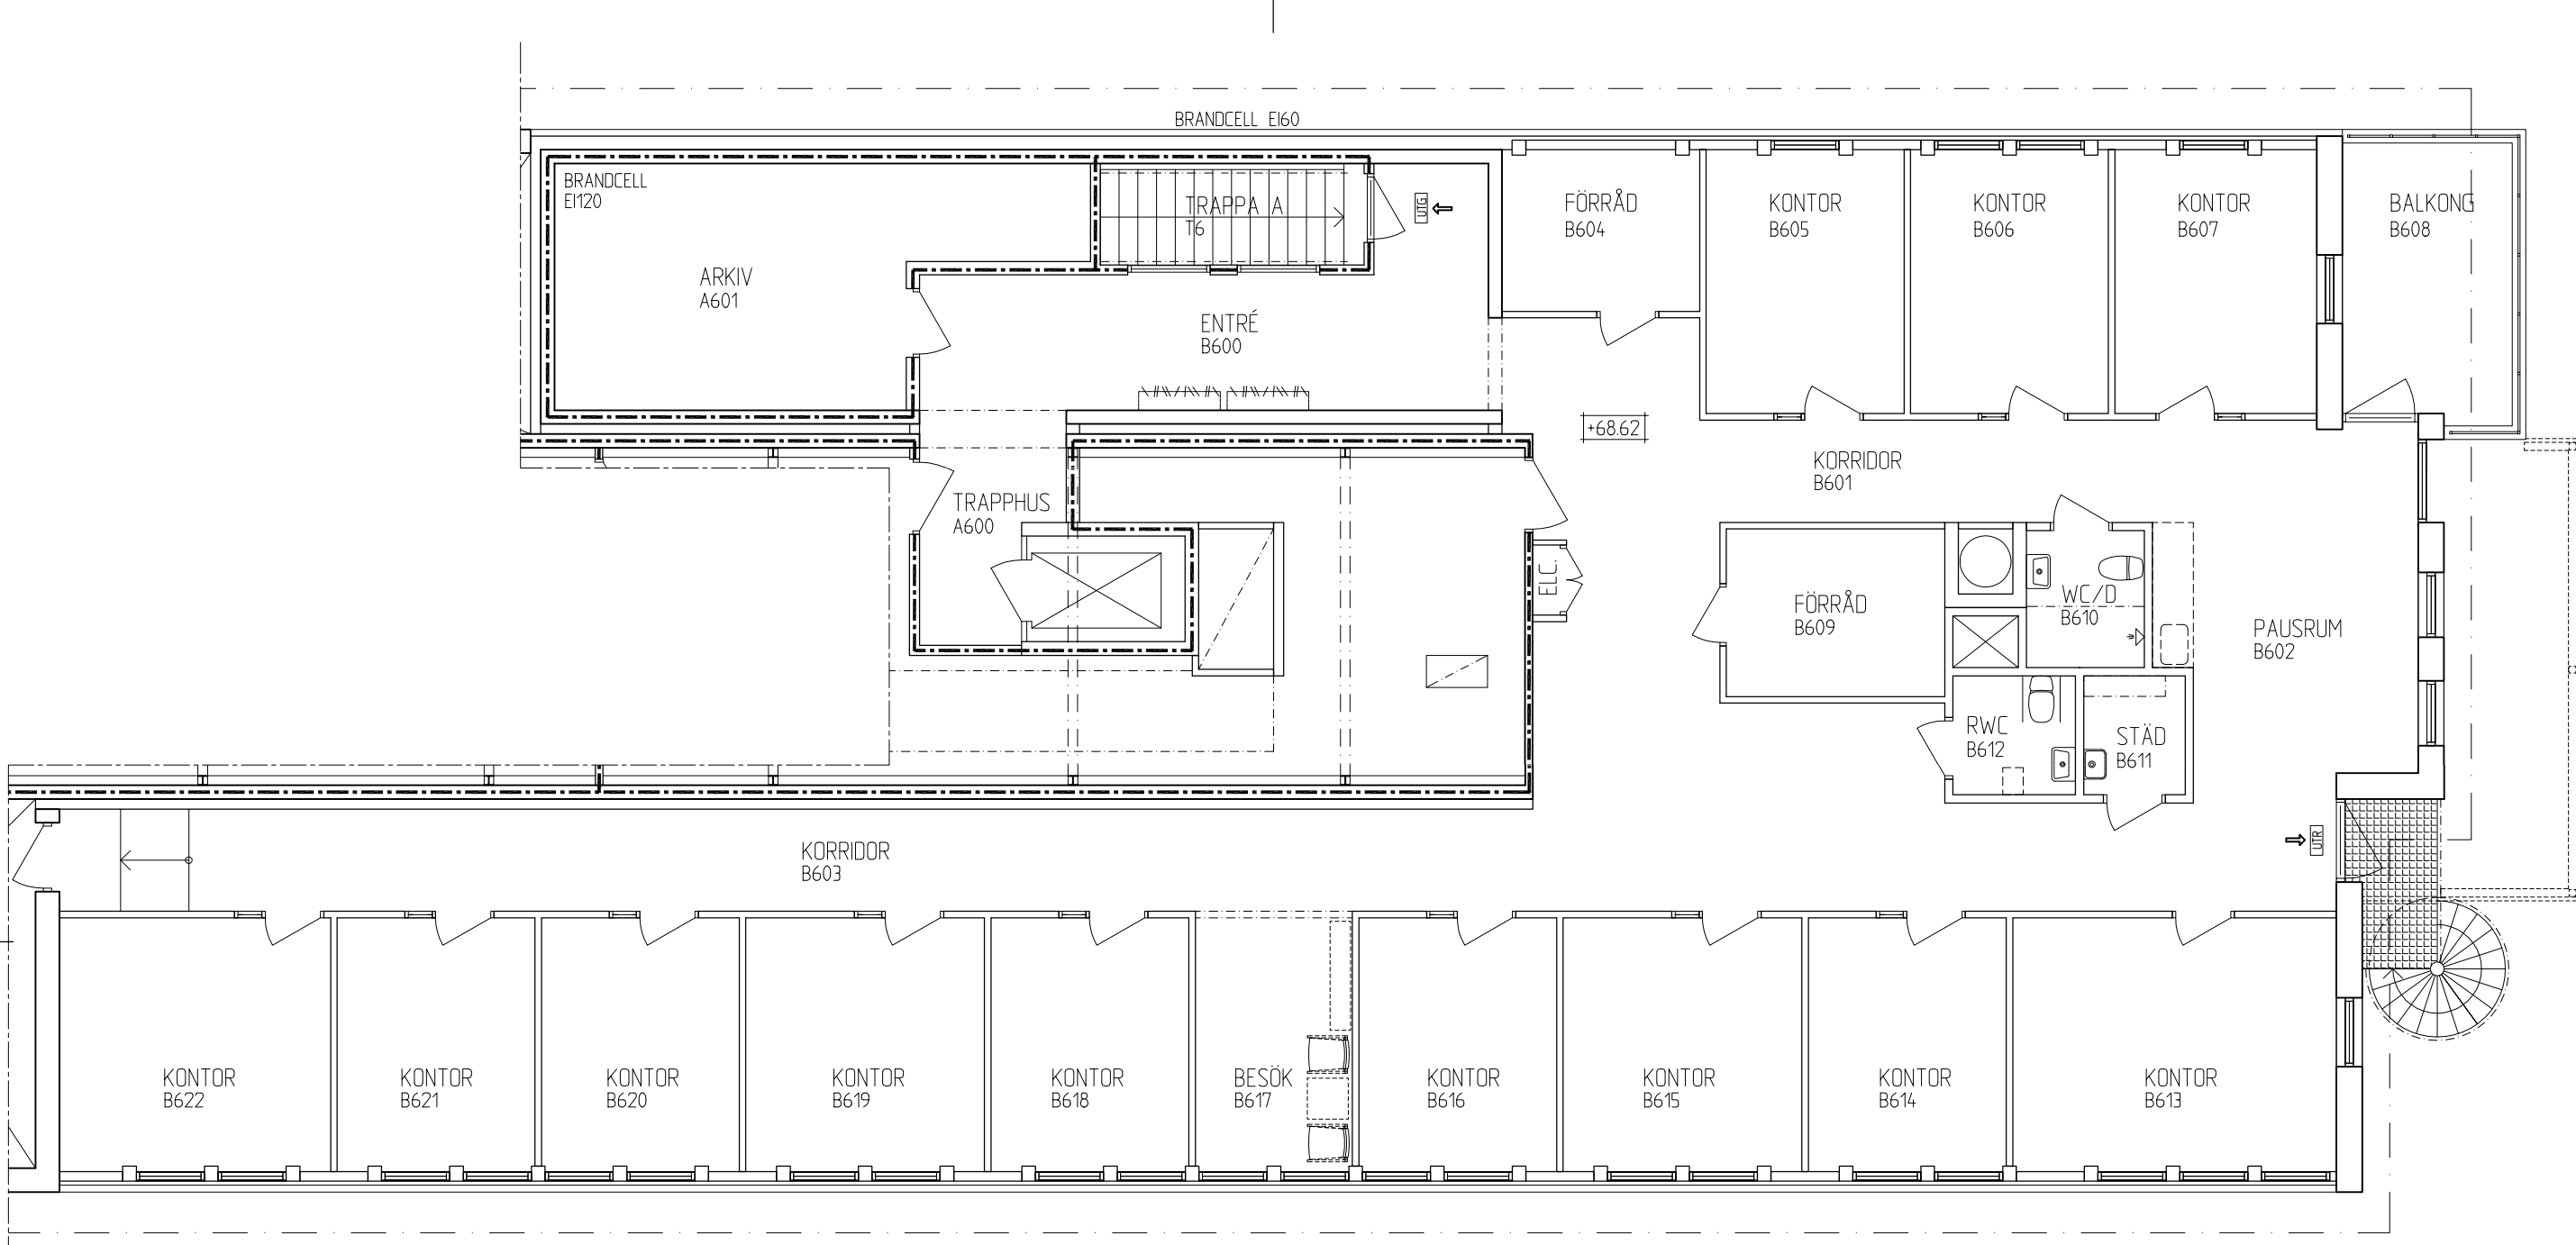 BRANDCELL EI60
BRANDCELL
EI120
TRAPPA A
T6
UTG
FÖRRÅD
B604
KONTOR
B605
KONTOR
B606
KONTOR
B607
BALKONG
B608
ARKIV
A601
ENTRÉ
B600
+68.62
KORRIDOR
B601
TRAPPHUS
A600
ELC.
FÖRRÅD
B609
WC/D
B610
PAUSRUM
B602
RWC
B612
STÄD
B611
UTR
KORRIDOR
B603
KONTOR
B622
KONTOR
B621
KONTOR
B620
KONTOR
B619
KONTOR
B618
BESÖK
B617
KONTOR
B616
KONTOR
B615
KONTOR
B614
KONTOR
B613